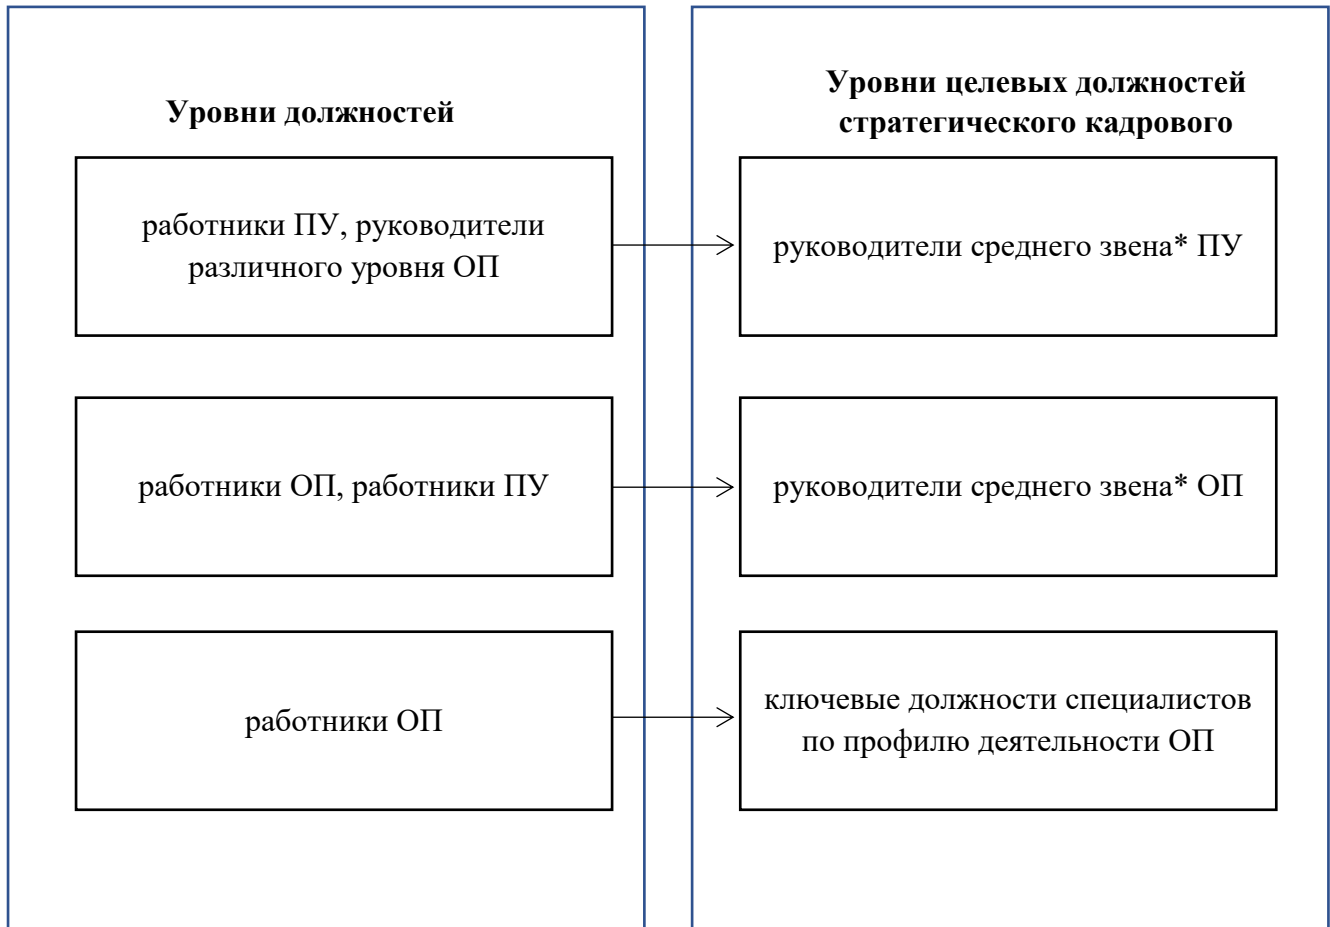 Уровни должностей
Уровни целевых должностей
стратегического кадрового
работники ПУ, руководители
различного уровня ОП
руководители среднего звена* ПУ
работники ОП, работники ПУ
руководители среднего звена* ОП
работники ОП
ключевые должности специалистов
по профилю деятельности ОП